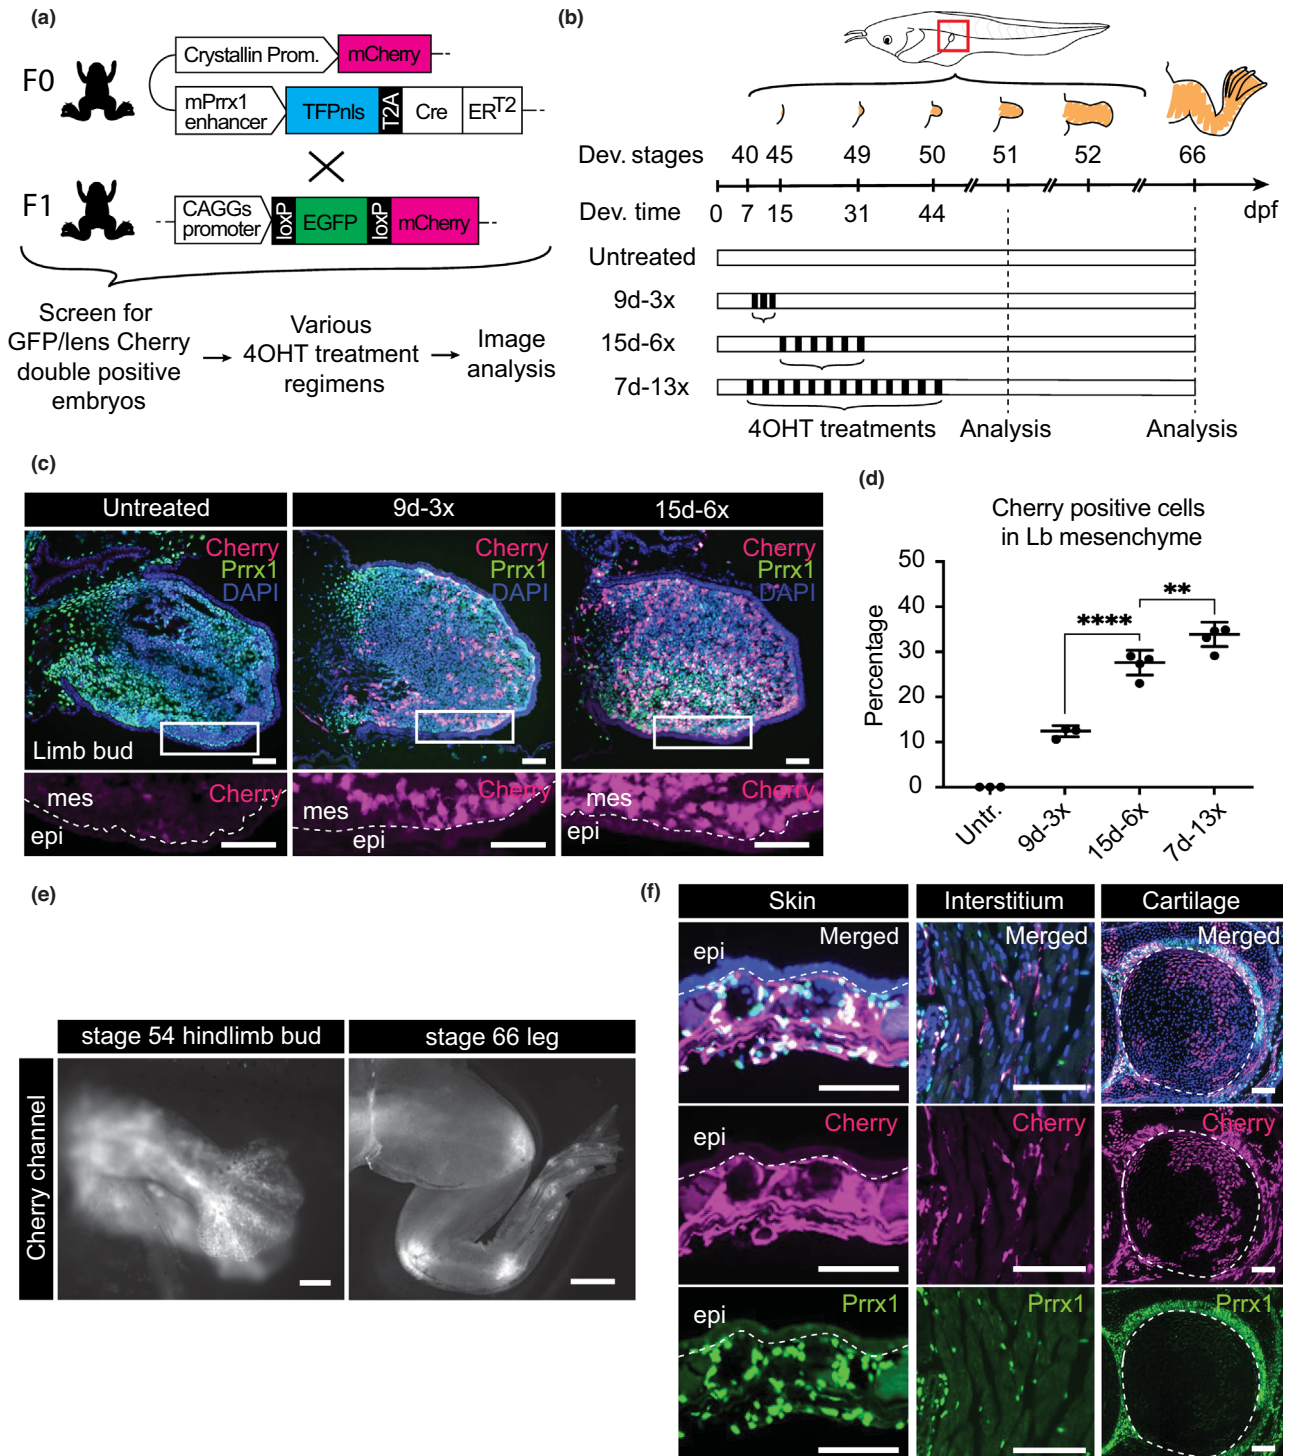 (a)
F0
Crystallin Prom.
mCherry
mPrrx1
enhancer
TFPnls
T2A
Cre
ERT2
F1
CAGGs
promoter
loxP
EGFP
loxP
mCherry
Screen for
GFP/lens Cherry
double positive
embryos
Various
4OHT treatment
regimens
Image
analysis
(b)
Dev. stages
40 45 49 50 51 52 66
Dev. time
0 7 15 31 44
dpf
Untreated
9d-3x
15d-6x
7d-13x
4OHT treatments
Analysis
Analysis
(c)
Untreated
9d-3x
15d-6x
Cherry
Prrx1
DAPI
Limb bud
Cherry
Prrx1
DAPI
Cherry
Prrx1
DAPI
mes
epi
Cherry
mes
epi
Cherry
mes
epi
Cherry
(d)
Cherry positive cells
in Lb mesenchyme
Percentage
50
40
30
20
10
0
****
**
Untr.
9d-3x
15d-6x
7d-13x
(e)
stage 54 hindlimb bud
stage 66 leg
Cherry channel
(f)
Skin
Interstitium
Cartilage
epi
Merged
Merged
Merged
epi
Cherry
Cherry
Cherry
epi
Prrx1
Prrx1
Prrx1